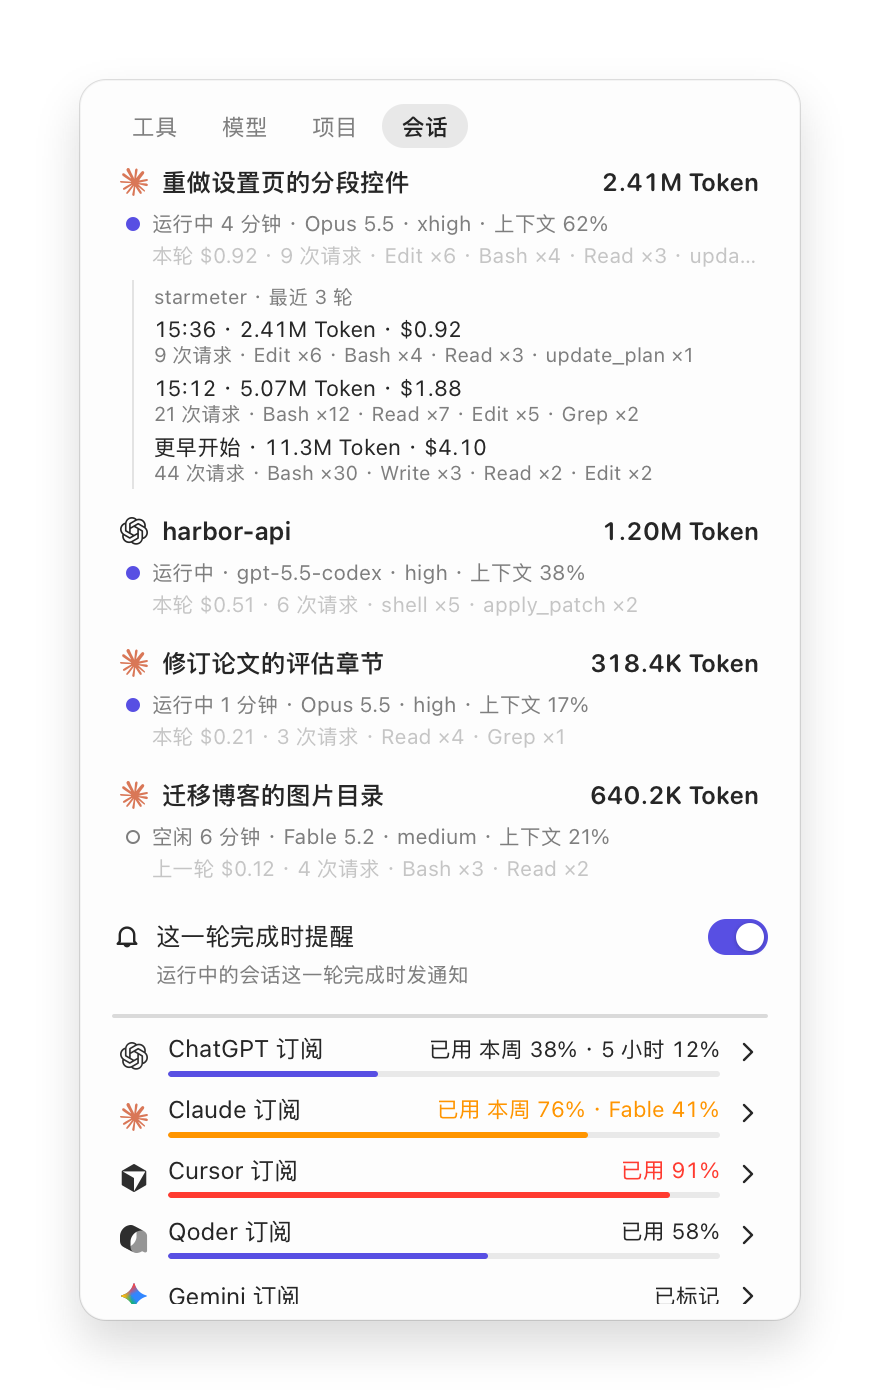 工具 模型 项目 会话
重做设置页的分段控件 2.41M Token
运行中 4 分钟 · Opus 5.5 · xhigh · 上下文 62%
本轮 $0.92 · 9 次请求 · Edit ×6 · Bash ×4 · Read ×3 · upda…
starmeter · 最近 3 轮
15:36 · 2.41M Token · $0.92
9 次请求 · Edit ×6 · Bash ×4 · Read ×3 · update_plan ×1
15:12 · 5.07M Token · $1.88
21 次请求 · Bash ×12 · Read ×7 · Edit ×5 · Grep ×2
更早开始 · 11.3M Token · $4.10
44 次请求 · Bash ×30 · Write ×3 · Read ×2 · Edit ×2
harbor-api 1.20M Token
运行中 · gpt-5.5-codex · high · 上下文 38%
本轮 $0.51 · 6 次请求 · shell ×5 · apply_patch ×2
修订论文的评估章节 318.4K Token
运行中 1 分钟 · Opus 5.5 · high · 上下文 17%
本轮 $0.21 · 3 次请求 · Read ×4 · Grep ×1
迁移博客的图片目录 640.2K Token
空闲 6 分钟 · Fable 5.2 · medium · 上下文 21%
上一轮 $0.12 · 4 次请求 · Bash ×3 · Read ×2
这一轮完成时提醒
运行中的会话这一轮完成时发通知
ChatGPT 订阅 已用 本周 38% · 5 小时 12%
Claude 订阅 已用 本周 76% · Fable 41%
Cursor 订阅 已用 91%
Qoder 订阅 已用 58%
Gemini 订阅 已标记